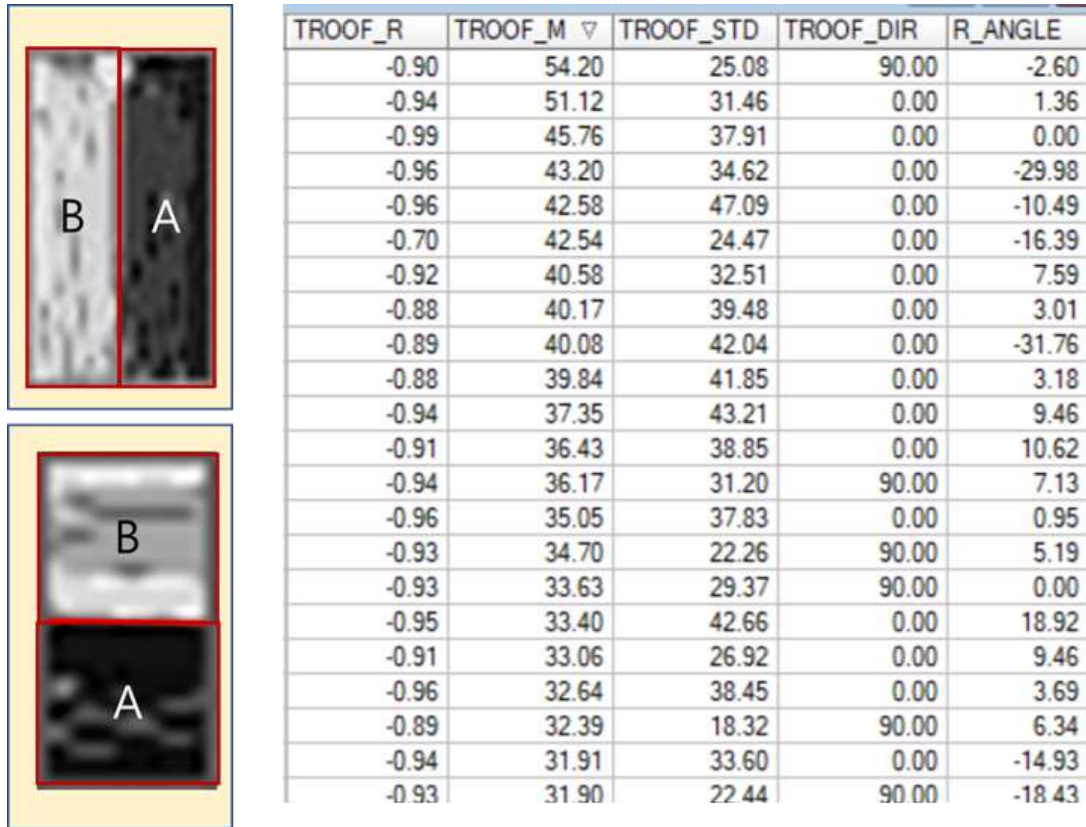 B A
B
A
TROOF_R TROOF_M ▽ TROOF_STD TROOF_DIR R_ANGLE
-0.90 54.20 25.08 90.00 -2.60
-0.94 51.12 31.46 0.00 1.36
-0.99 45.76 37.91 0.00 0.00
-0.96 43.20 34.62 0.00 -29.98
-0.96 42.58 47.09 0.00 -10.49
-0.70 42.54 24.47 0.00 -16.39
-0.92 40.58 32.51 0.00 7.59
-0.88 40.17 39.48 0.00 3.01
-0.89 40.08 42.04 0.00 -31.76
-0.88 39.84 41.85 0.00 3.18
-0.94 37.35 43.21 0.00 9.46
-0.91 36.43 38.85 0.00 10.62
-0.94 36.17 31.20 90.00 7.13
-0.96 35.05 37.83 0.00 0.95
-0.93 34.70 22.26 90.00 5.19
-0.93 33.63 29.37 90.00 0.00
-0.95 33.40 42.66 0.00 18.92
-0.91 33.06 26.92 0.00 9.46
-0.96 32.64 38.45 0.00 3.69
-0.89 32.39 18.32 90.00 6.34
-0.94 31.91 33.60 0.00 -14.93
-0.93 31.90 22.44 90.00 -18.43